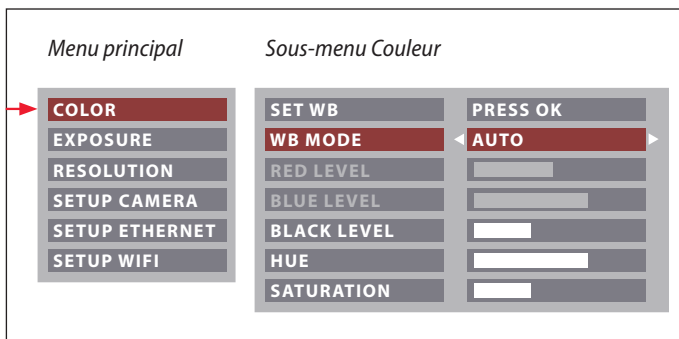 Menu principal
COLOR
EXPOSURE
RESOLUTION
SETUP CAMERA
SETUP ETHERNET
SETUP WIFI
Sous-menu Couleur
SET WB PRESS OK
WB MODE AUTO
RED LEVEL
BLUE LEVEL
BLACK LEVEL
HUE
SATURATION